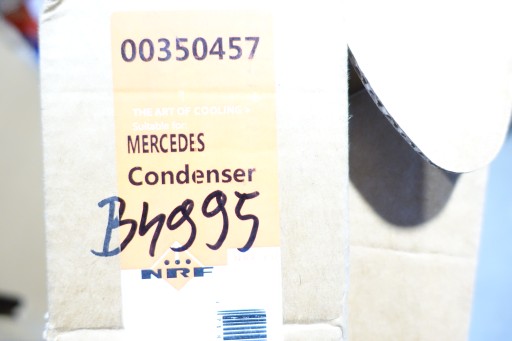 00350457
THE ART OF COOLING
MERCEDES
Condenser
B4995
NRF